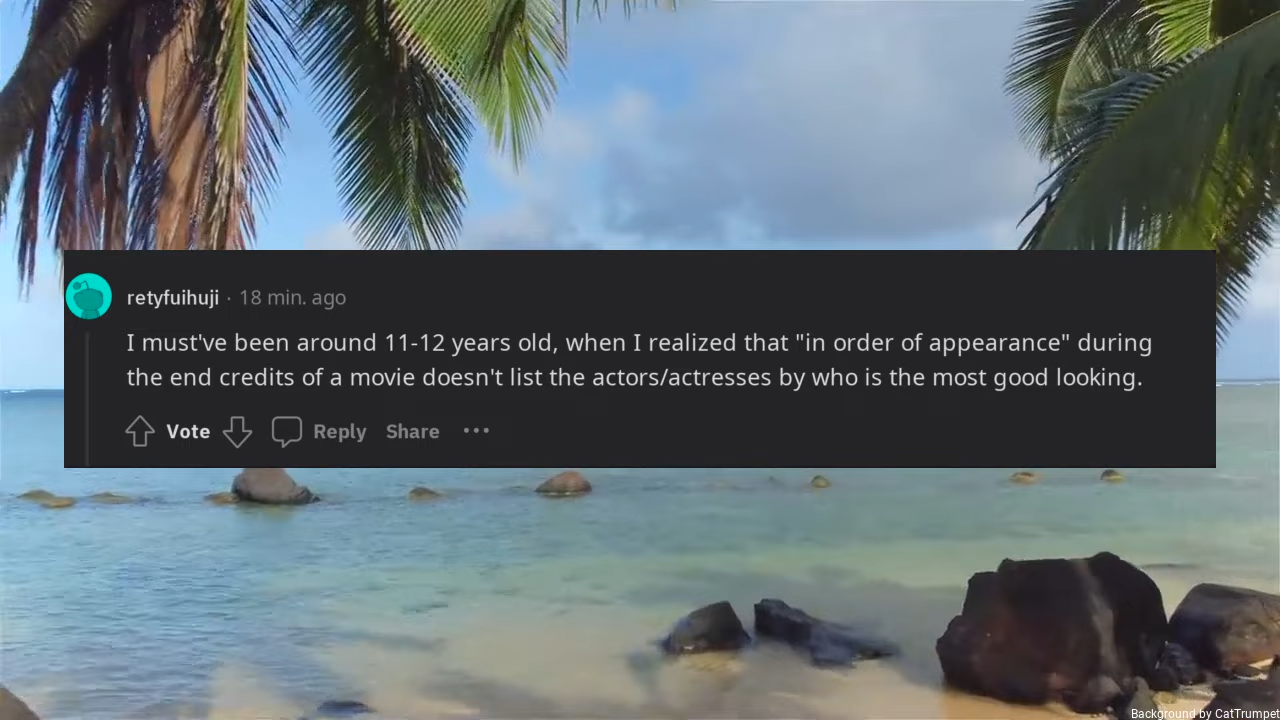 retyfuihuji · 18 min. ago
I must've been around 11-12 years old, when I realized that "in order of appearance" during
the end credits of a movie doesn't list the actors/actresses by who is the most good looking.
Vote Reply Share
Background by CatTrumpet